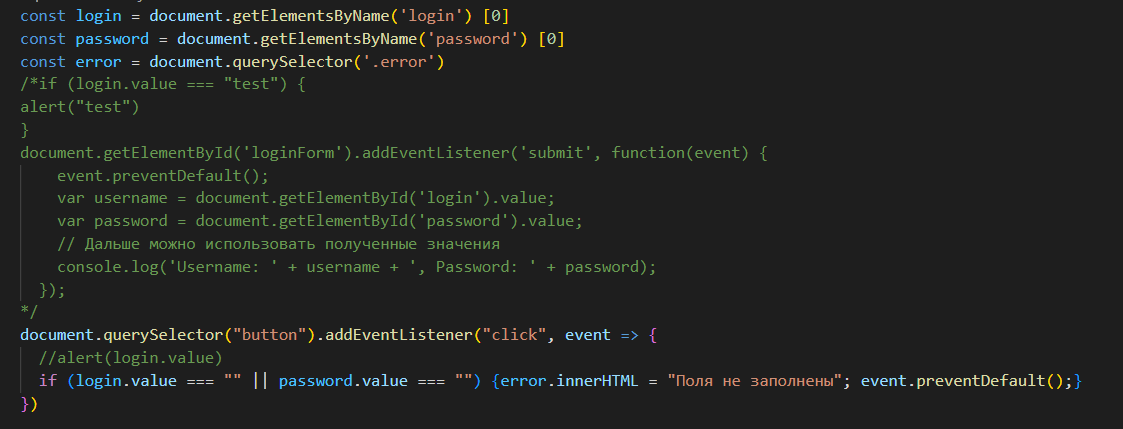 const login = document.getElementsByName('login') [0]
const password = document.getElementsByName('password') [0]
const error = document.querySelector('.error')
/*if (login.value === "test") {
alert("test")
}
document.getElementById('loginForm').addEventListener('submit', function(event) {
    event.preventDefault();
    var username = document.getElementById('login').value;
    var password = document.getElementById('password').value;
    // Дальше можно использовать полученные значения
    console.log('Username: ' + username + ', Password: ' + password);
  });
*/
document.querySelector("button").addEventListener("click", event => {
  //alert(login.value)
  if (login.value === "" || password.value === "") {error.innerHTML = "Поля не заполнены"; event.preventDefault();}
})